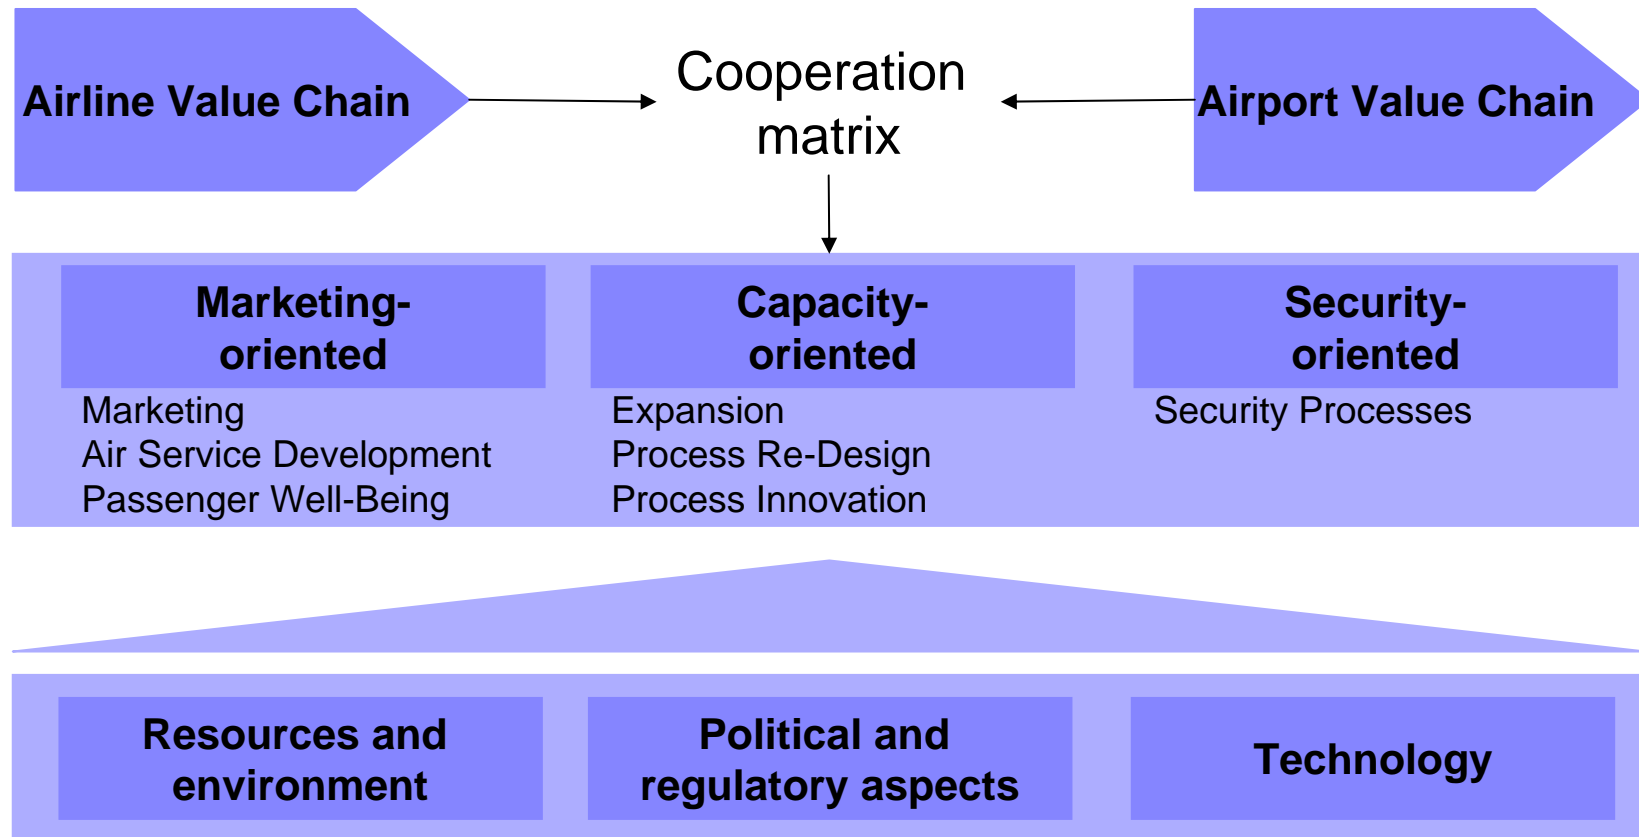 Airline Value Chain
Cooperation
matrix
Airport Value Chain
Marketing-
oriented
Marketing
Air Service Development
Passenger Well-Being
Capacity-
oriented
Expansion
Process Re-Design
Process Innovation
Security-
oriented
Security Processes
Resources and
environment
Political and
regulatory aspects
Technology